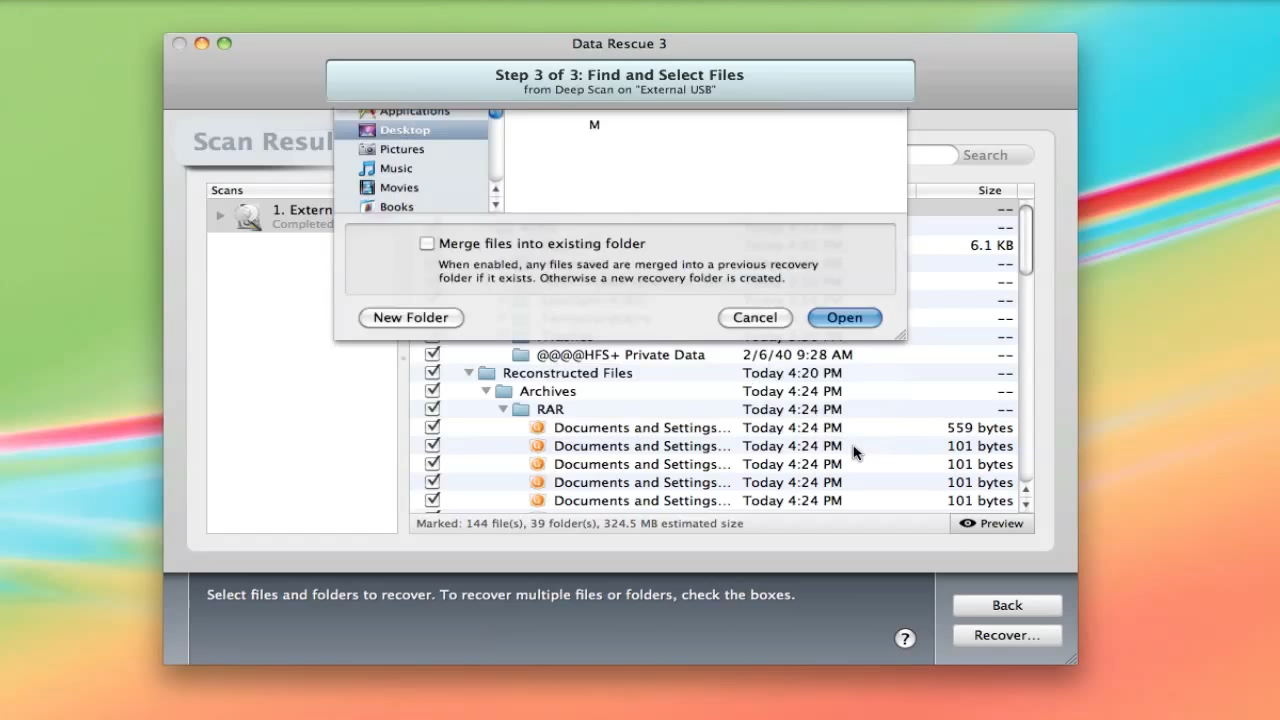 Data Rescue 3
Step 3 of 3: Find and Select Files
from Deep Scan on "External USB"
Applications
Desktop
Pictures
Music
Movies
Books
M
Scan Resul
Search
Scans
Size
1. Extern
Completed
--
--
6.1 KB
--
--
--
--
--
Merge files into existing folder
When enabled, any files saved are merged into a previous recovery
folder if it exists. Otherwise a new recovery folder is created.
New Folder
Cancel
Open
@@@@HFS+ Private Data 2/6/40 9:28 AM --
Reconstructed Files Today 4:20 PM --
Archives Today 4:24 PM --
RAR Today 4:24 PM --
Documents and Settings... Today 4:24 PM 559 bytes
Documents and Settings... Today 4:24 PM 101 bytes
Documents and Settings... Today 4:24 PM 101 bytes
Documents and Settings... Today 4:24 PM 101 bytes
Documents and Settings... Today 4:24 PM 101 bytes
Marked: 144 file(s), 39 folder(s), 324.5 MB estimated size
Preview
Select files and folders to recover. To recover multiple files or folders, check the boxes.
?
Back
Recover...